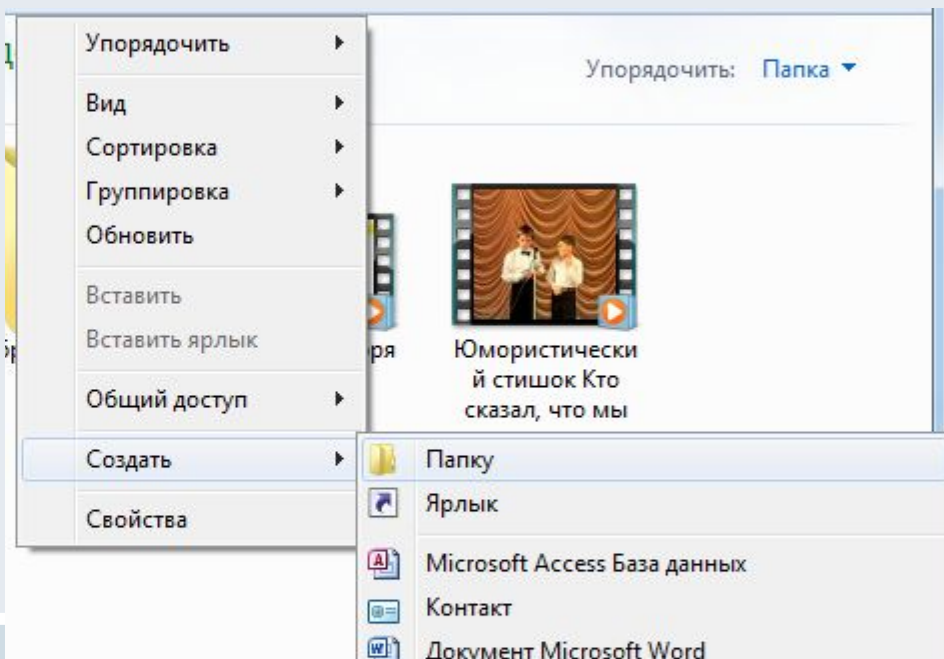 Упорядочить
Вид
Сортировка
Группировка
Обновить
Вставить
Вставить ярлык
Общий доступ
Создать
Свойства
Упорядочить: Папка
Юмористически
й стишок Кто
сказал, что мы
Папку
Ярлык
Microsoft Access База данных
Контакт
Документ Microsoft Word